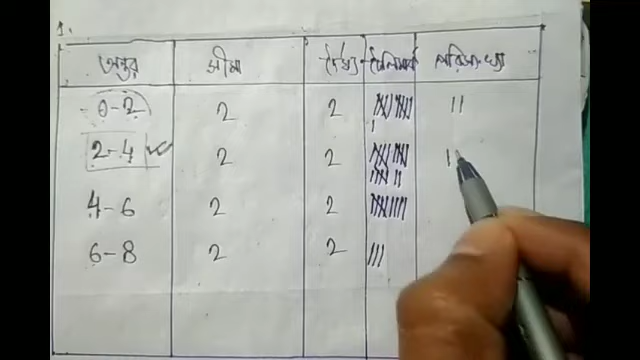 1.
অন্তর সীমা দৈর্ঘ্য টেলিমার্ক পরিসংখ্যা
0-2 2 2 11
2-4 2 2 1
4-6 2 2
6-8 2 2 |||